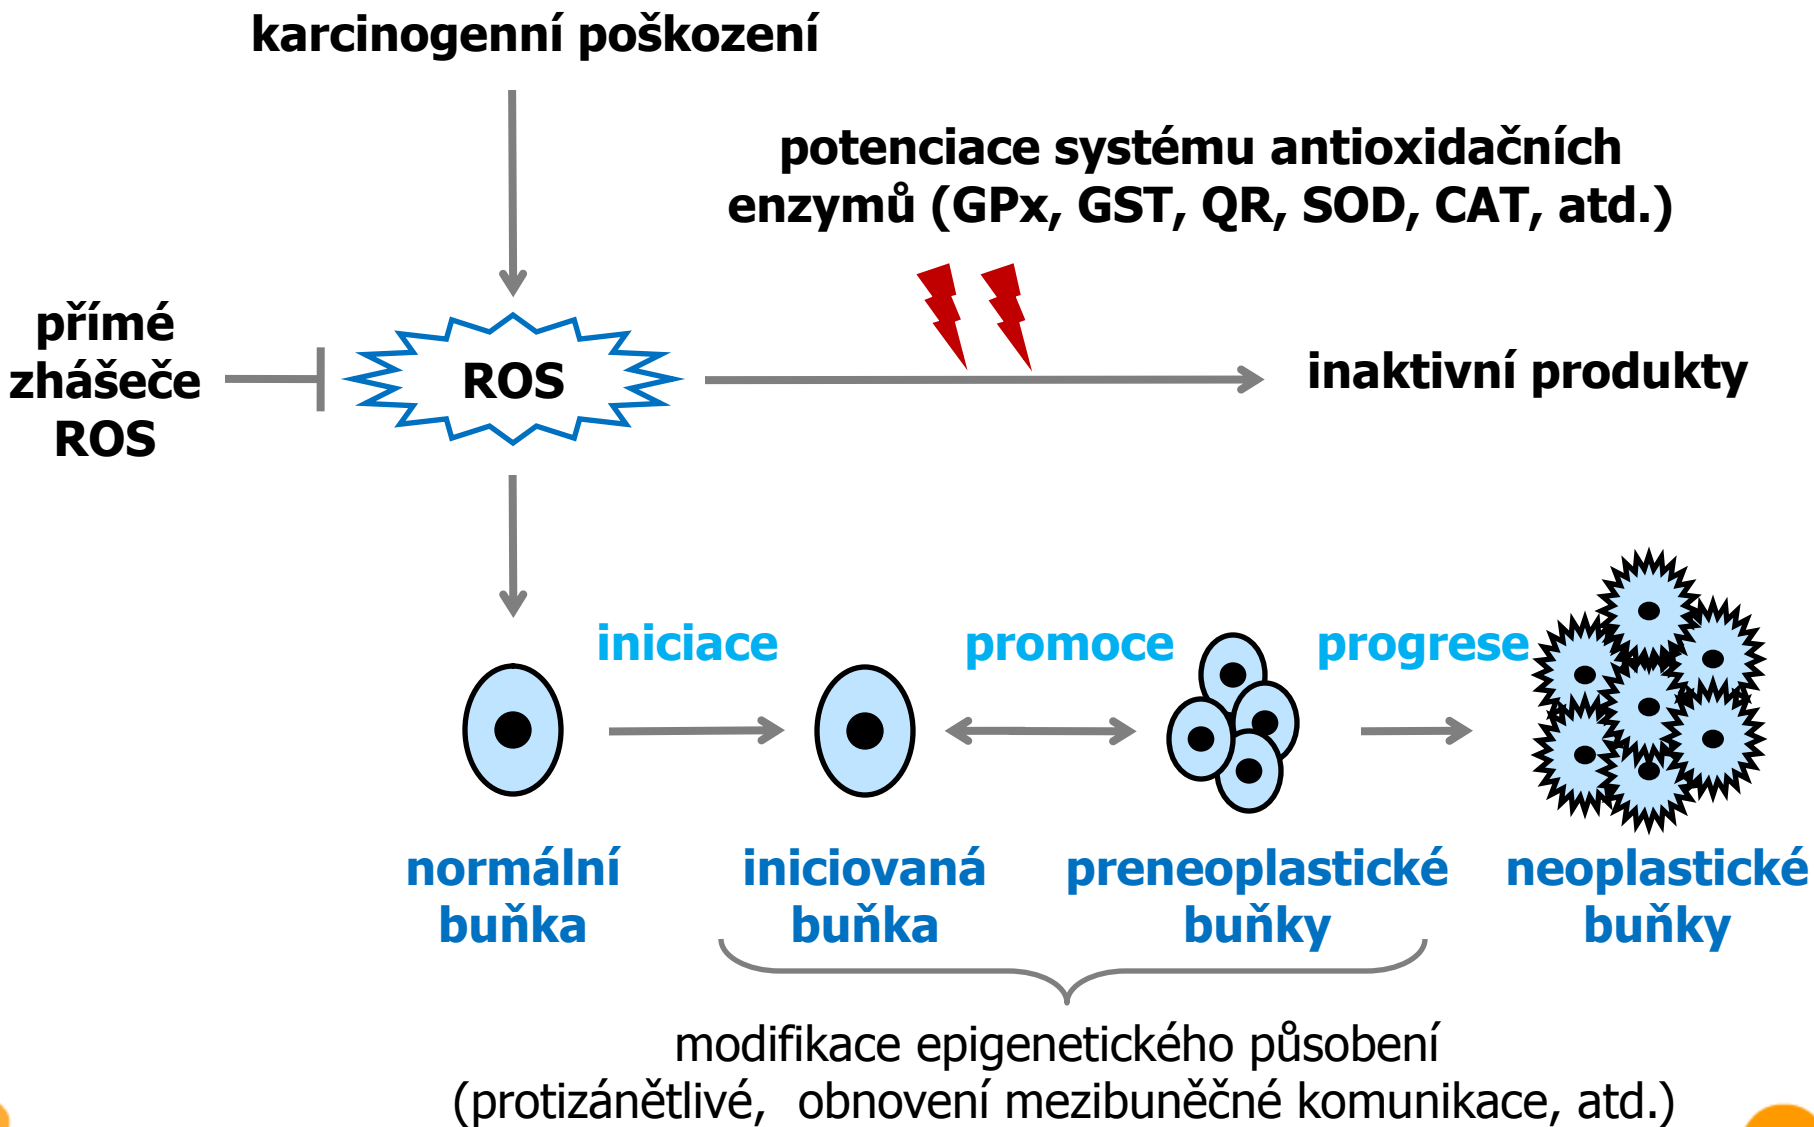 karcinogenní poškození
potenciace systému antioxidačních
enzymů (GPx, GST, QR, SOD, CAT, atd.)
přímé
zhášeče
ROS
ROS
inaktivní produkty
iniciace
promoce
progrese
normální
buňka
iniciovaná
buňka
preneoplastické
buňky
neoplastické
buňky
modifikace epigenetického působení
(protizánětlivé, obnovení mezibuněčné komunikace, atd.)